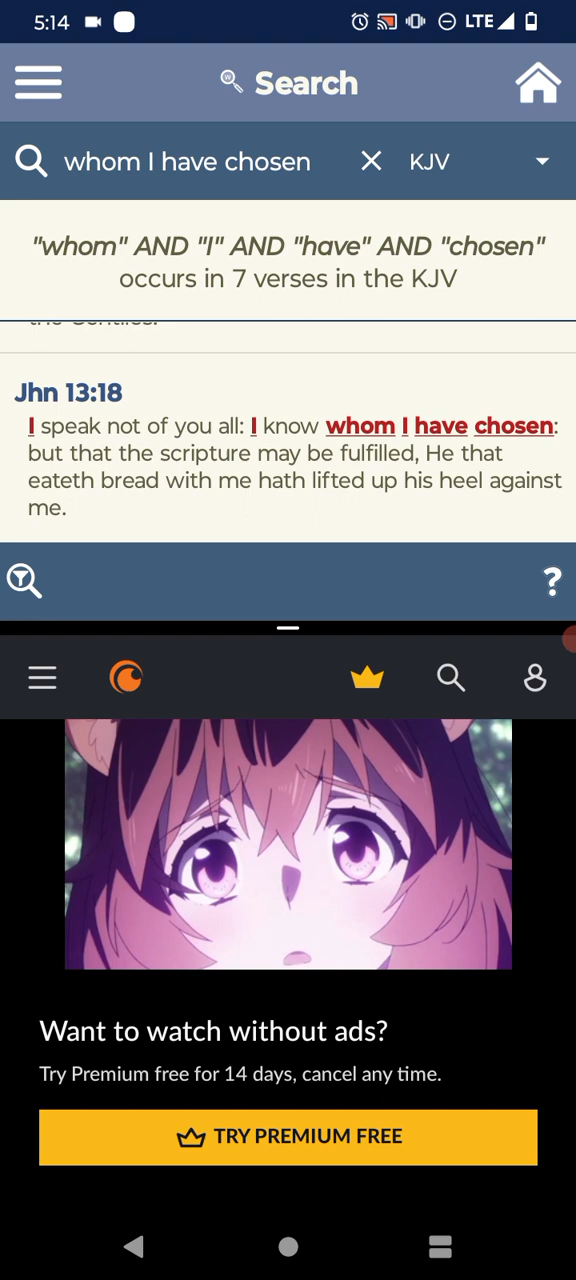 5:14 LTE
Search
whom I have chosen KJV
"whom" AND "I" AND "have" AND "chosen"
occurs in 7 verses in the KJV
the Gentiles.
Jhn 13:18
I speak not of you all: I know whom I have chosen:
but that the scripture may be fulfilled, He that
eateth bread with me hath lifted up his heel against
me.
?
Want to watch without ads?
Try Premium free for 14 days, cancel any time.
TRY PREMIUM FREE